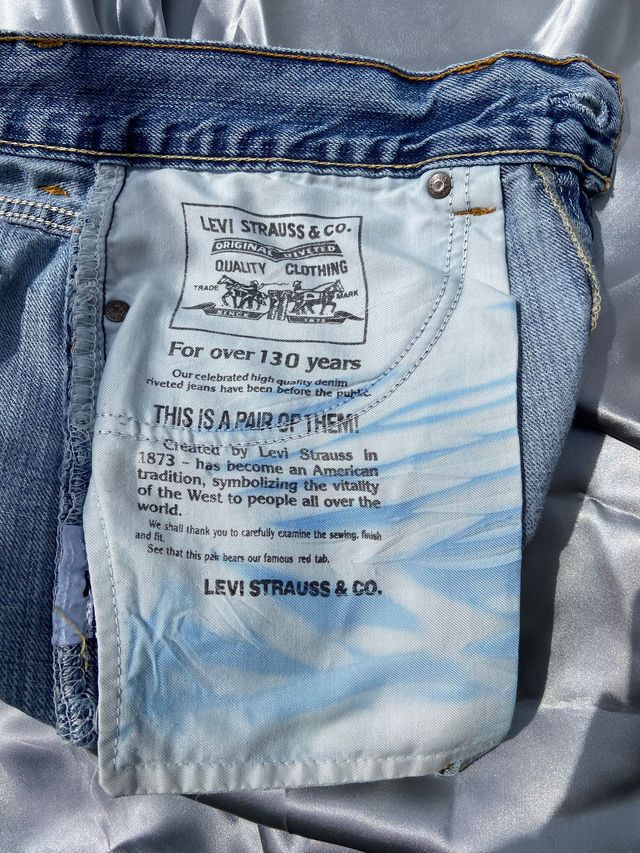 LEVI STRAUSS & CO.
ORIGINAL RIVETED
QUALITY CLOTHING
TRADE MARK
SINCE 1873
For over 130 years
Our celebrated high quality denim
riveted jeans have been before the public.
THIS IS A PAIR OF THEM!
Created by Levi Strauss in
1873 - has become an American
tradition, symbolizing the vitality
of the West to people all over the
world.
We shall thank you to carefully examine the sewing, finish
and fit.
See that this pair bears our famous red tab.
LEVI STRAUSS & CO.